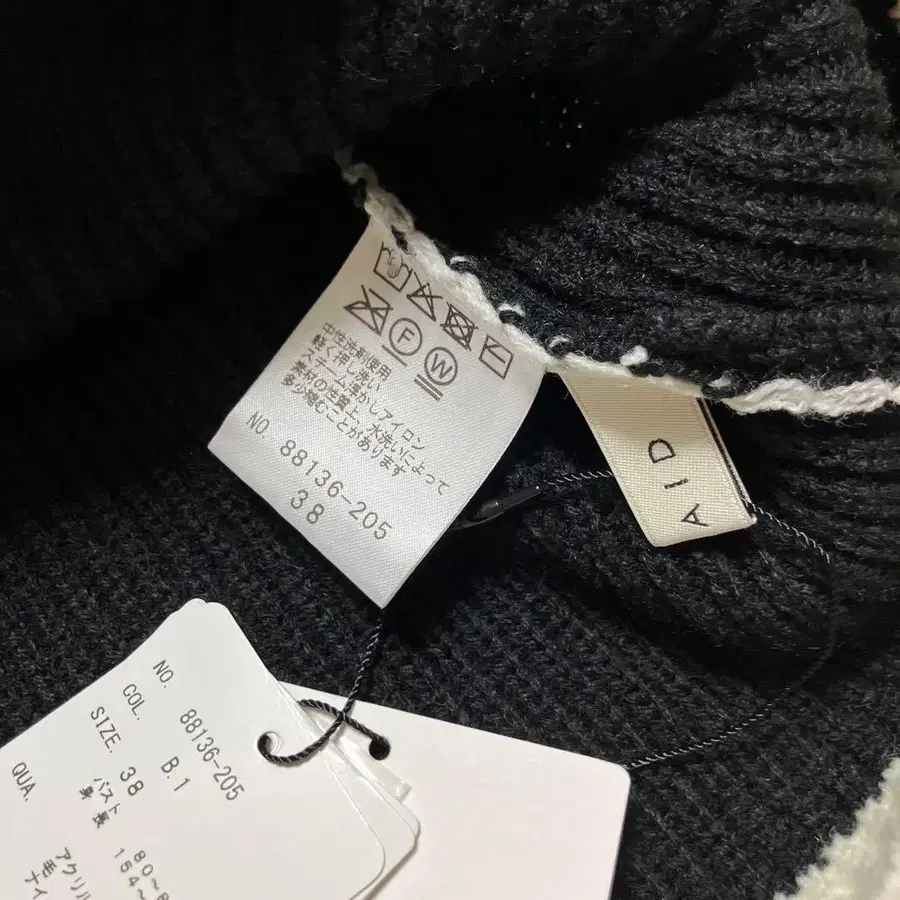 F
W
中性洗剤使用
軽く押し洗い
スチーム浮かしアイロン
素材の性質上、水洗いによって
多少縮むことがあります
NO. 88136-205
38
AID
NO. 88136-205
COL. B.1
SIZE. 38
バスト 80~
身長 154~
QUA. アクリル
毛
ナイ